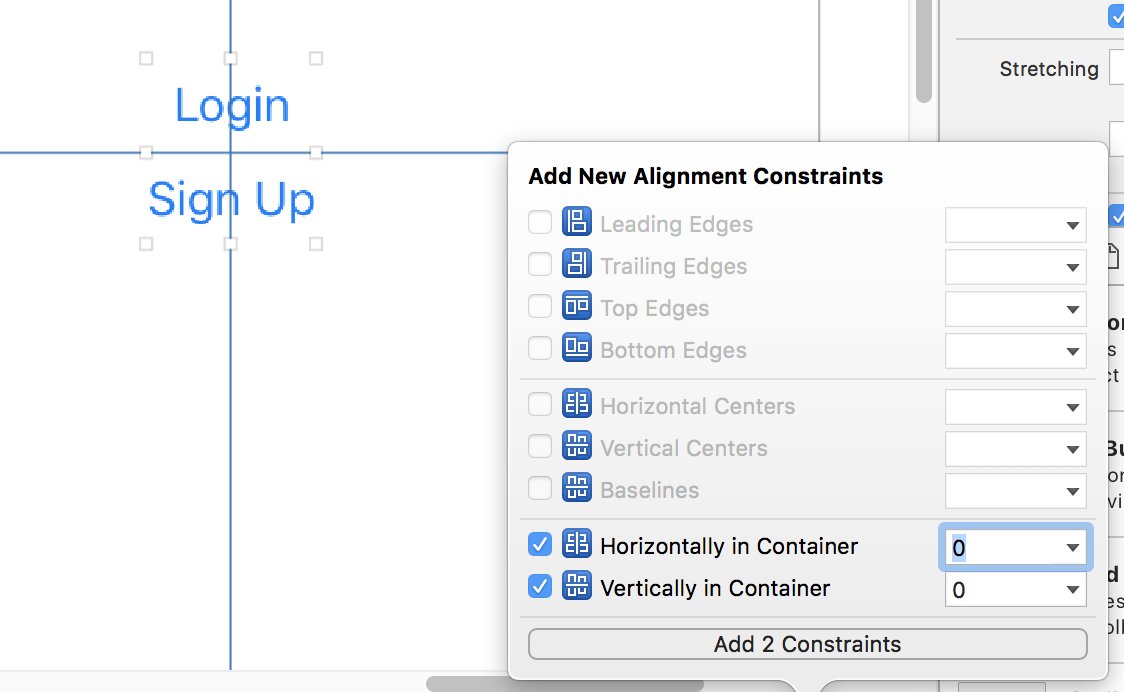 Login
Sign Up
Stretching
Add New Alignment Constraints
Leading Edges
Trailing Edges
Top Edges
Bottom Edges
Horizontal Centers
Vertical Centers
Baselines
Horizontally in Container 0
Vertically in Container 0
Add 2 Constraints